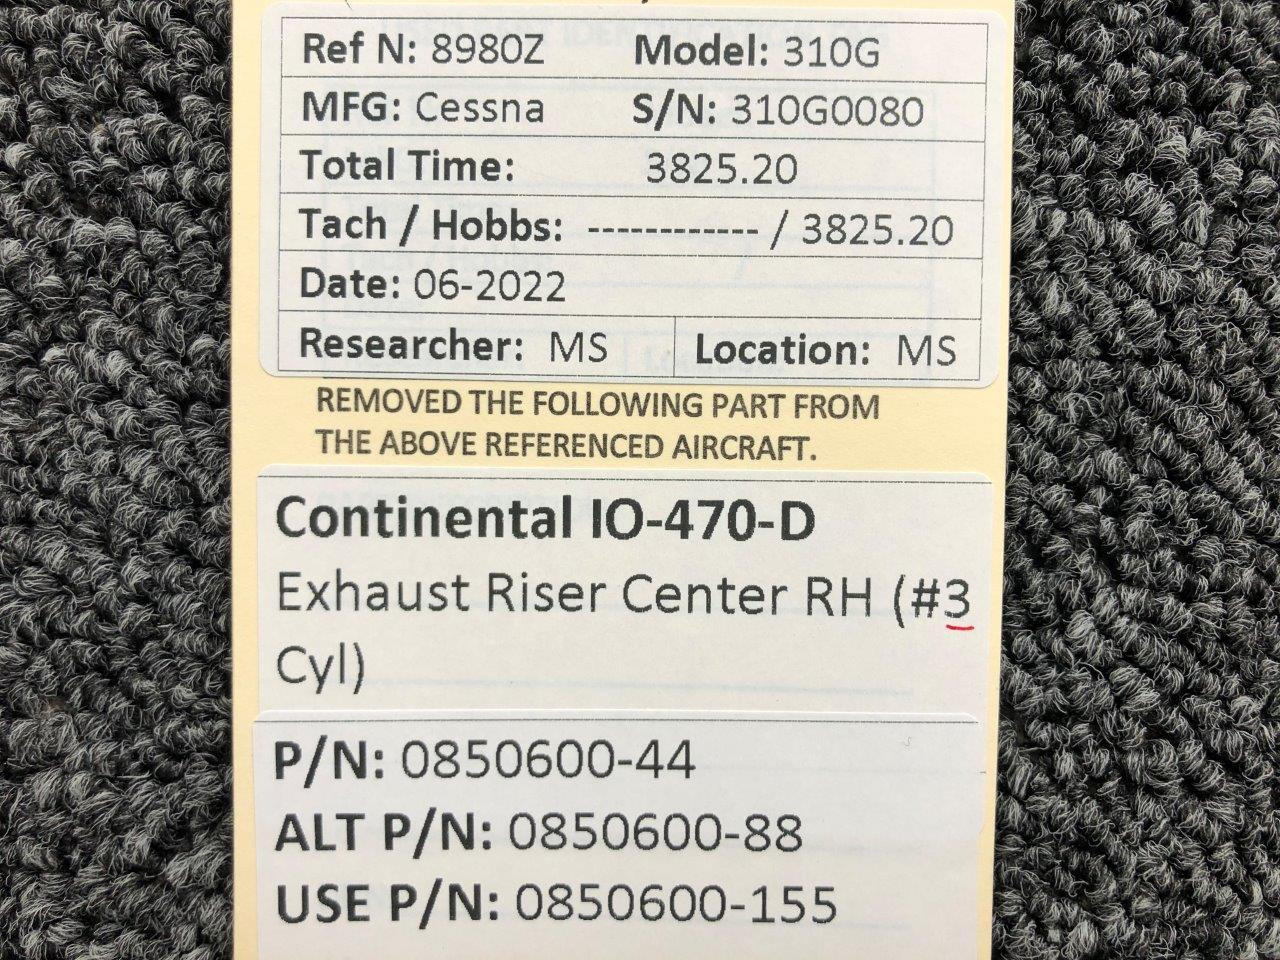 Ref N: 8980Z Model: 310G
MFG: Cessna S/N: 310G0080
Total Time: 3825.20
Tach / Hobbs: ------------ / 3825.20
Date: 06-2022
Researcher: MS Location: MS
REMOVED THE FOLLOWING PART FROM
THE ABOVE REFERENCED AIRCRAFT.
Continental IO-470-D
Exhaust Riser Center RH (#3
Cyl)
P/N: 0850600-44
ALT P/N: 0850600-88
USE P/N: 0850600-155